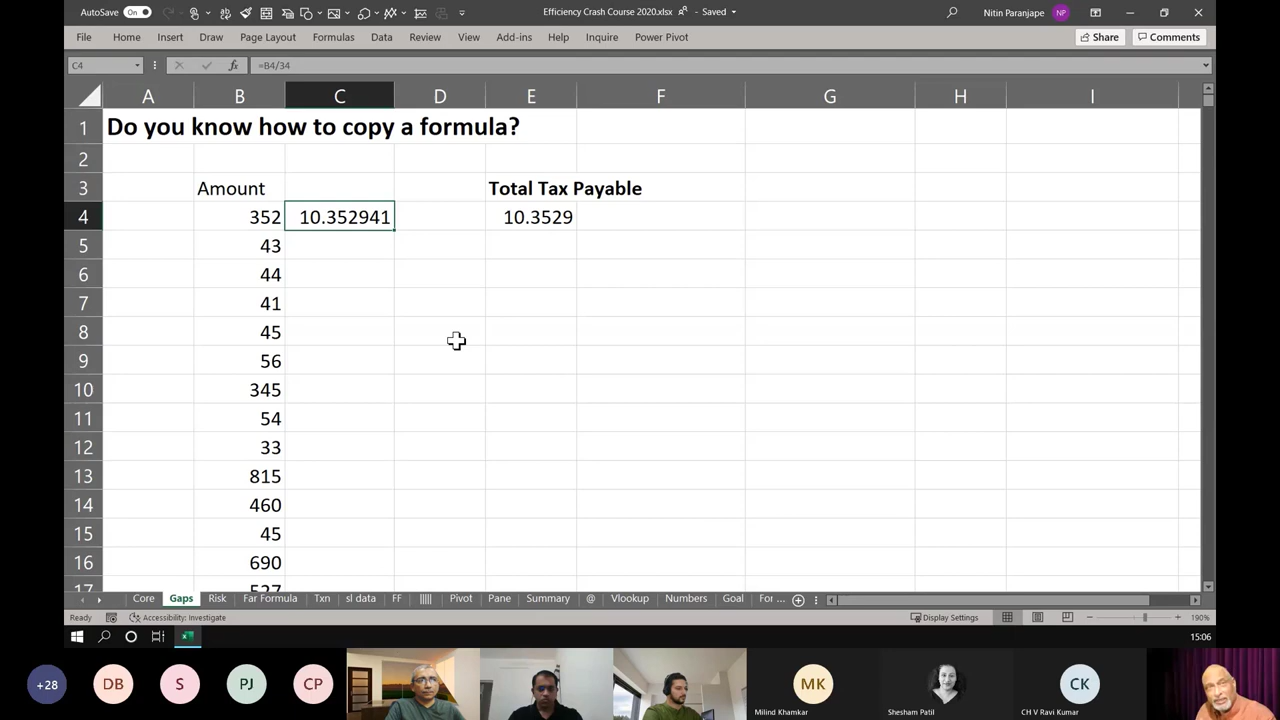 AutoSave On Efficiency Crash Course 2020.xlsx - Saved Nitin Paranjape NP
File Home Insert Draw Page Layout Formulas Data Review View Add-ins Help Inquire Power Pivot Share Comments
C4 fx =B4/34
A B C D E F G H I
1 Do you know how to copy a formula?
2
3 Amount Total Tax Payable
4 352 10.352941 10.3529
5 43
6 44
7 41
8 45
9 56
10 345
11 54
12 33
13 815
14 460
15 45
16 690
17 527
Core Gaps Risk Far Formula Txn sl data FF ||||| Pivot Pane Summary @ Vlookup Numbers Goal For ...
Ready Accessibility: Investigate Display Settings 190%
15:06
+28 DB S PJ CP MK CK
Milind Khamkar Shesham Patil CH V Ravi Kumar